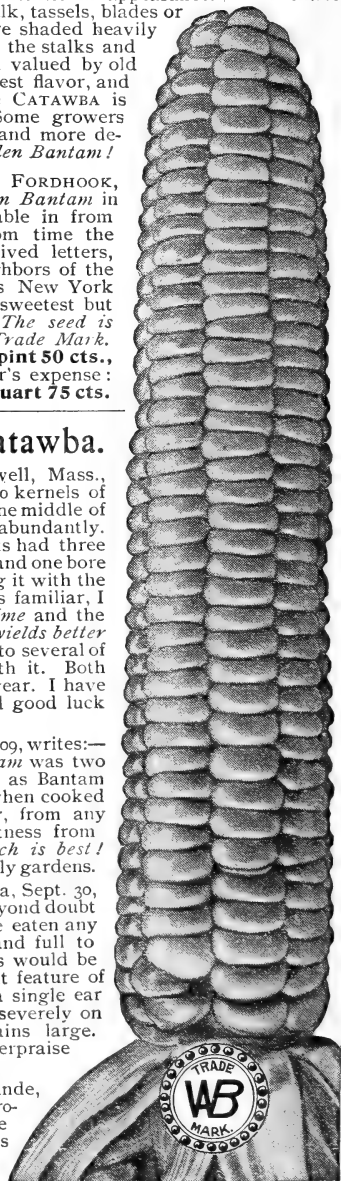 lk, tassels, blades or
e shaded heavily
the stalks and
valued by old
est flavor, and
CATAWBA is
Some growers
and more de-
len Bantam!
FORDHOOK,
n Bantam in
able in from
om time the
ived letters,
ghbors of the
s New York
sweetest but
The seed is
Trade Mark.
pint 50 cts.,
r's expense:
uart 75 cts.
atawba.
well, Mass.,
o kernels of
he middle of
abundantly.
s had three
and one bore
g it with the
s familiar, I
me and the
yields better
to several of
th it. Both
ear. I have
d good luck
09, writes:—
am was two
as Bantam
when cooked
r, from any
tness from
ch is best!
ly gardens.
a, Sept. 30,
yond doubt
e eaten any
nd full to
s would be
t feature of
a single ear
severely on
ains large.
erpraise
nde,
ro-
e
s
TRADE
WB
MARK.